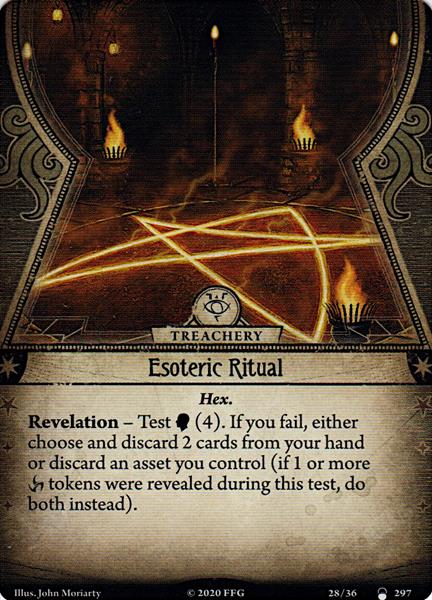 TREACHERY
Esoteric Ritual
Hex.
Revelation – Test (4). If you fail, either
choose and discard 2 cards from your hand
or discard an asset you control (if 1 or more
tokens were revealed during this test, do
both instead).
Illus. John Moriarty © 2020 FFG 28/36 297